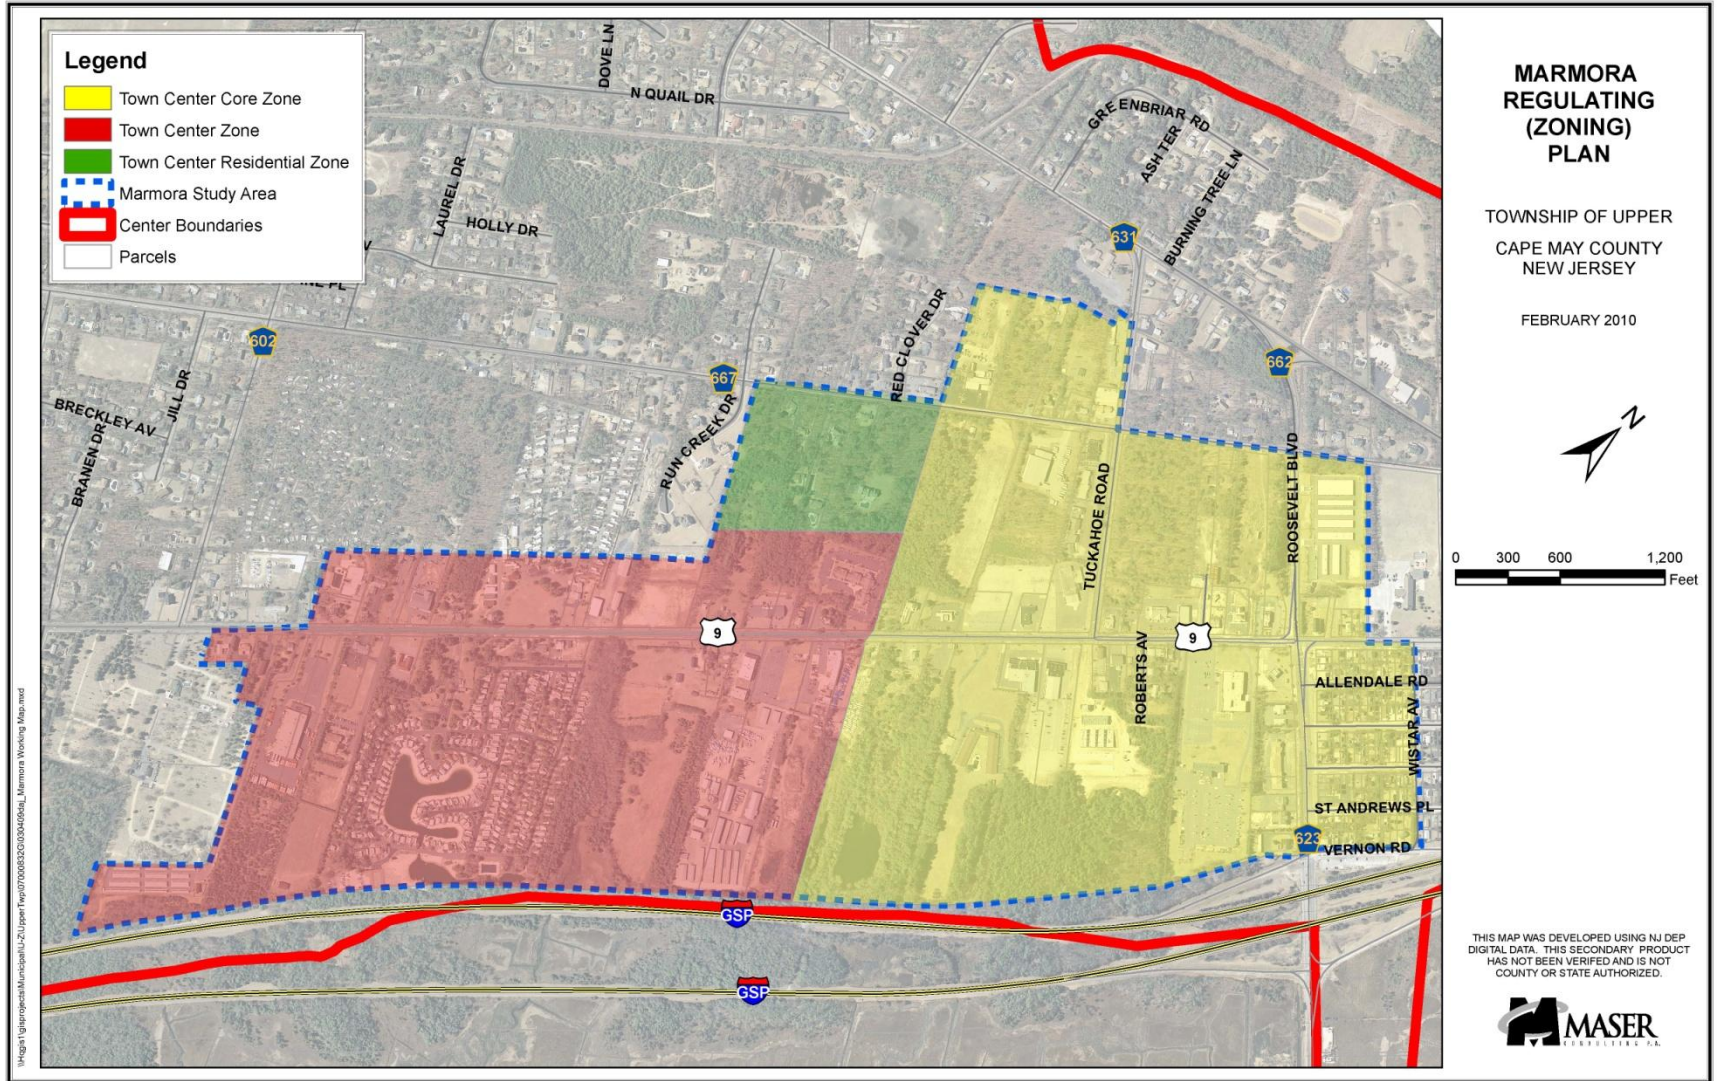 Legend
Town Center Core Zone
Town Center Zone
Town Center Residential Zone
Marmora Study Area
Center Boundaries
Parcels
MARMORA
REGULATING
(ZONING)
PLAN
TOWNSHIP OF UPPER
CAPE MAY COUNTY
NEW JERSEY
FEBRUARY 2010
N
0 300 600 1,200
Feet
DOVE LN
N QUAIL DR
GREENBRIAR RD
ASH TER
BURNING TREE LN
LAUREL DR
HOLLY DR
631
602
667
662
RED CLOVER DR
JILL DR
BRECKLEY AV
BRANEN DR
RUN CREEK DR
TUCKAHOE ROAD
ROOSEVELT BLVD
9
9
ROBERTS AV
ALLENDALE RD
WISTAR AV
ST ANDREWS PL
623
VERNON RD
GSP
GSP
THIS MAP WAS DEVELOPED USING NJ DEP
DIGITAL DATA. THIS SECONDARY PRODUCT
HAS NOT BEEN VERIFED AND IS NOT
COUNTY OR STATE AUTHORIZED.
MASER
CONSULTING P.A.